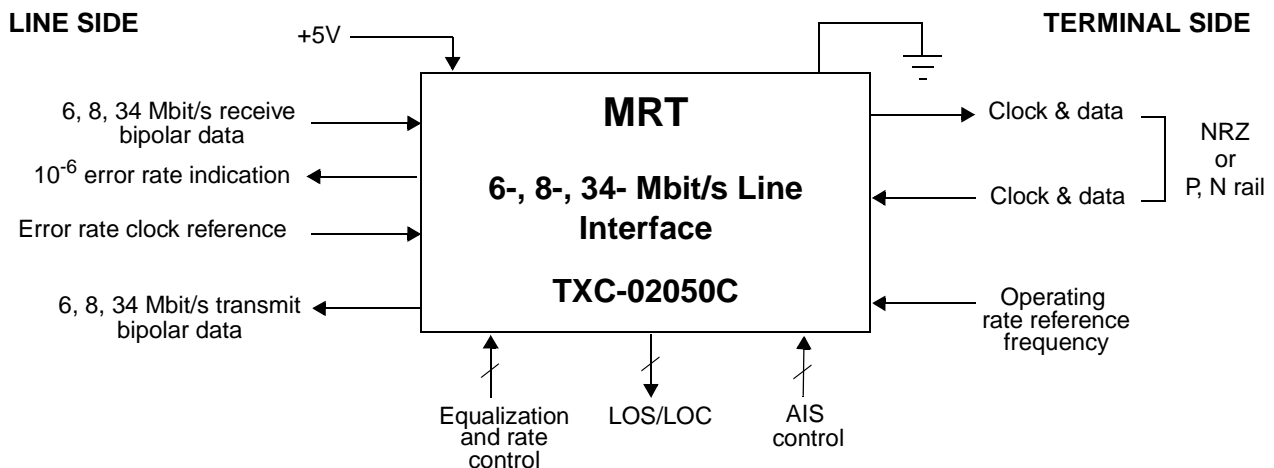 LINE SIDE
TERMINAL SIDE
+5V
MRT
6-, 8-, 34- Mbit/s Line
Interface
TXC-02050C
6, 8, 34 Mbit/s receive
bipolar data
10-6 error rate indication
Error rate clock reference
6, 8, 34 Mbit/s transmit
bipolar data
Clock & data
Clock & data
NRZ
or
P, N rail
Operating
rate reference
frequency
Equalization
and rate
control
LOS/LOC
AIS
control